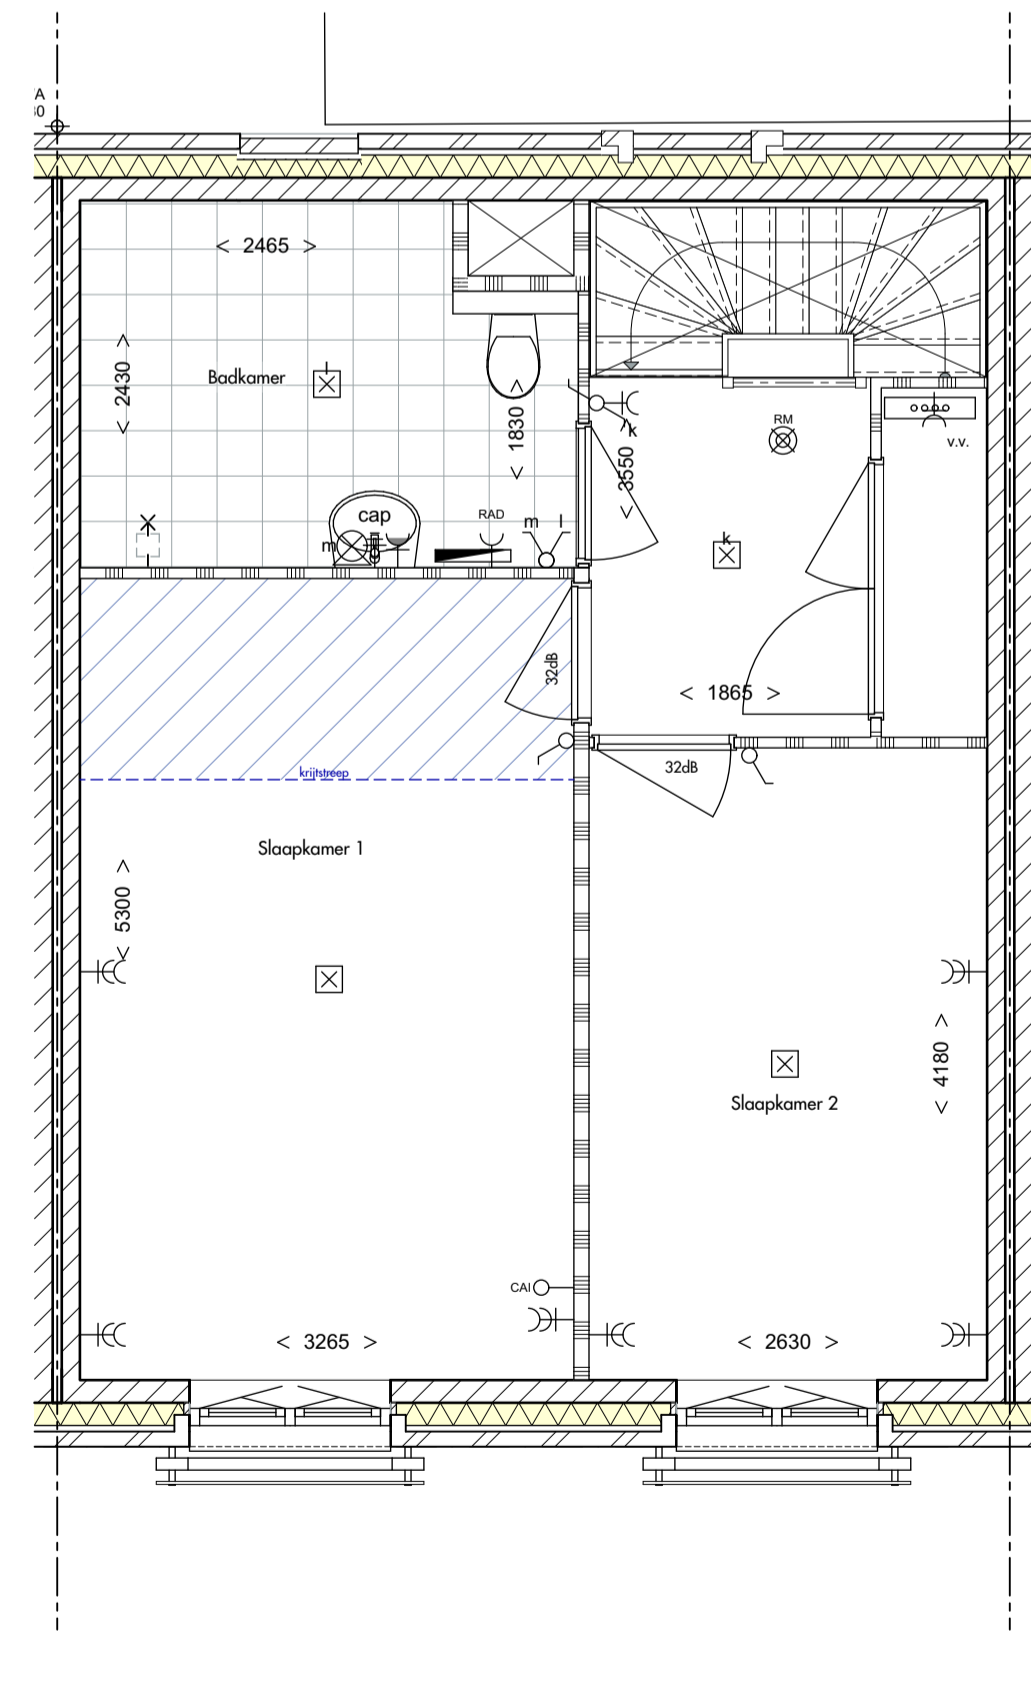 A
30
< 2465 >
< 2430 >
Badkamer
< 1830 >
k
< 3550 >
RM
v.v.
k
cap
m
RAD
m l
32dB
< 1865 >
32dB
krijtstreep
Slaapkamer 1
< 5300 >
< 4180 >
Slaapkamer 2
CAI
< 3265 >
< 2630 >